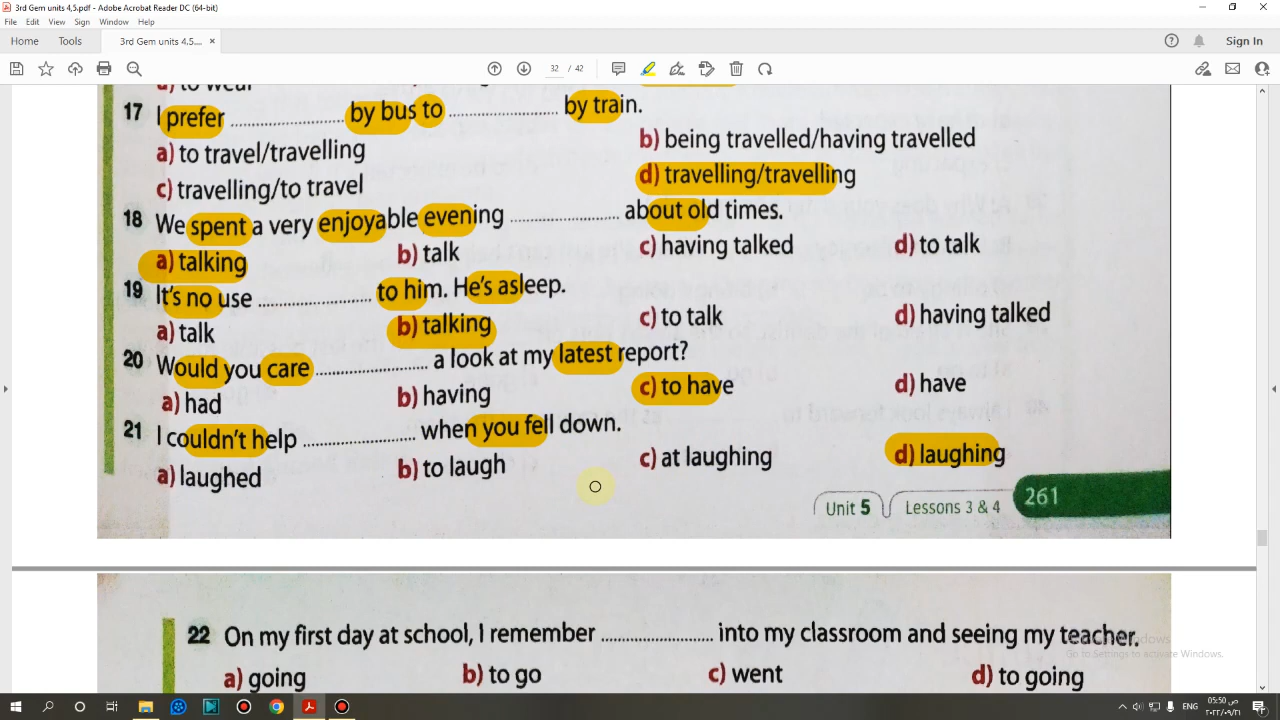 3rd Gem units 4,5.pdf - Adobe Acrobat Reader DC (64-bit)
File Edit View Sign Window Help
Home Tools 3rd Gem units 4,5.... × Sign In
32 / 42
17 I prefer .................... by bus to .................... by train.
a) to travel/travelling b) being travelled/having travelled
c) travelling/to travel d) travelling/travelling
18 We spent a very enjoyable evening .................... about old times.
a) talking b) talk c) having talked d) to talk
19 It's no use .................... to him. He's asleep.
a) talk b) talking c) to talk d) having talked
20 Would you care .................... a look at my latest report?
a) had b) having c) to have d) have
21 I couldn't help .................... when you fell down.
a) laughed b) to laugh c) at laughing d) laughing
Unit 5 Lessons 3 & 4 261
22 On my first day at school, I remember .................... into my classroom and seeing my teacher.
a) going b) to go c) went d) to going
Go to Settings to activate Windows.
ENG 05:50 ص